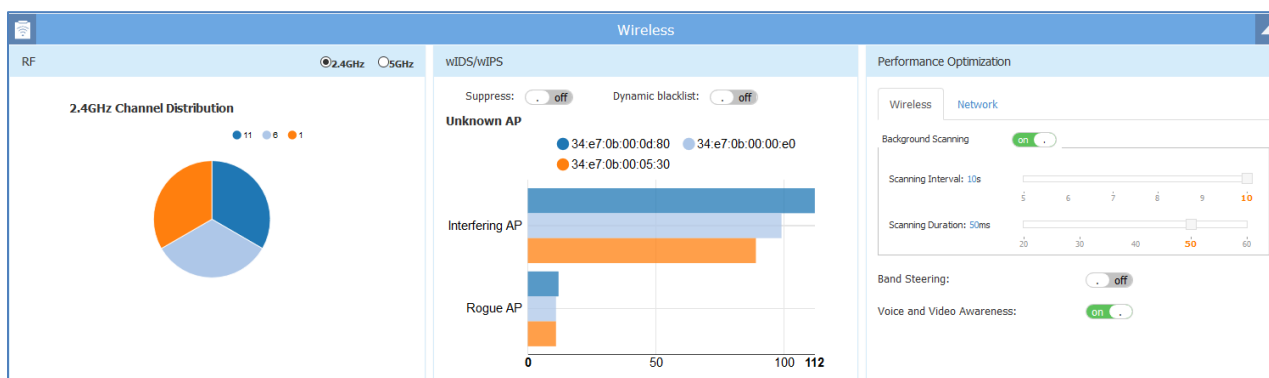 Wireless
RF
2.4GHz 5GHz
2.4GHz Channel Distribution
11 6 1
wIDS/wIPS
Suppress: off Dynamic blacklist: off
Unknown AP
34:e7:0b:00:0d:80 34:e7:0b:00:00:e0
34:e7:0b:00:05:30
Interfering AP
Rogue AP
0 50 100 112
Performance Optimization
Wireless Network
Background Scanning on
Scanning Interval: 10s
5 6 7 8 9 10
Scanning Duration: 50ms
20 30 40 50 60
Band Steering: off
Voice and Video Awareness: on